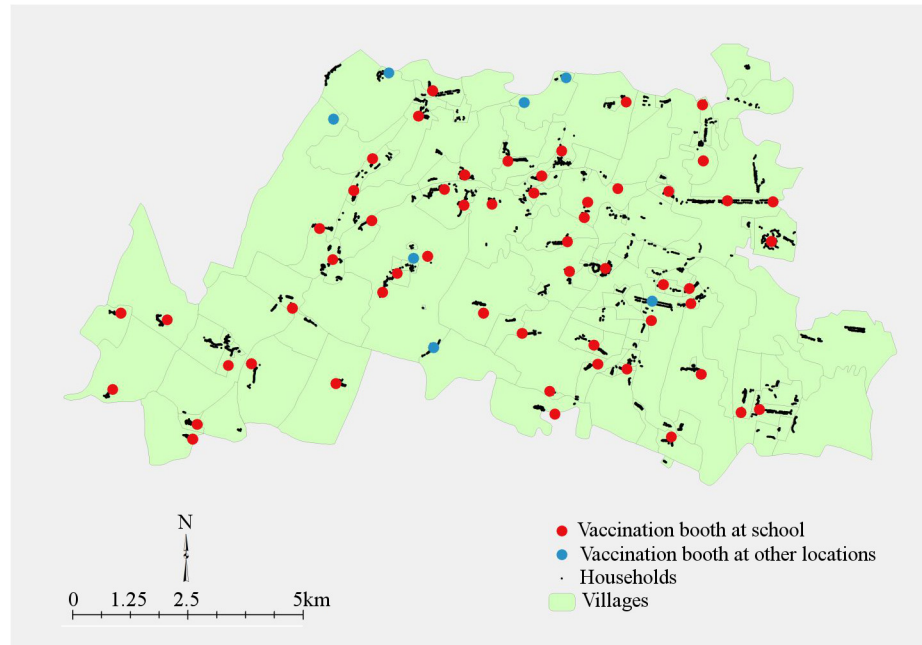 Vaccination booth at school
Vaccination booth at other locations
Households
Villages
N
0 1.25 2.5 5km